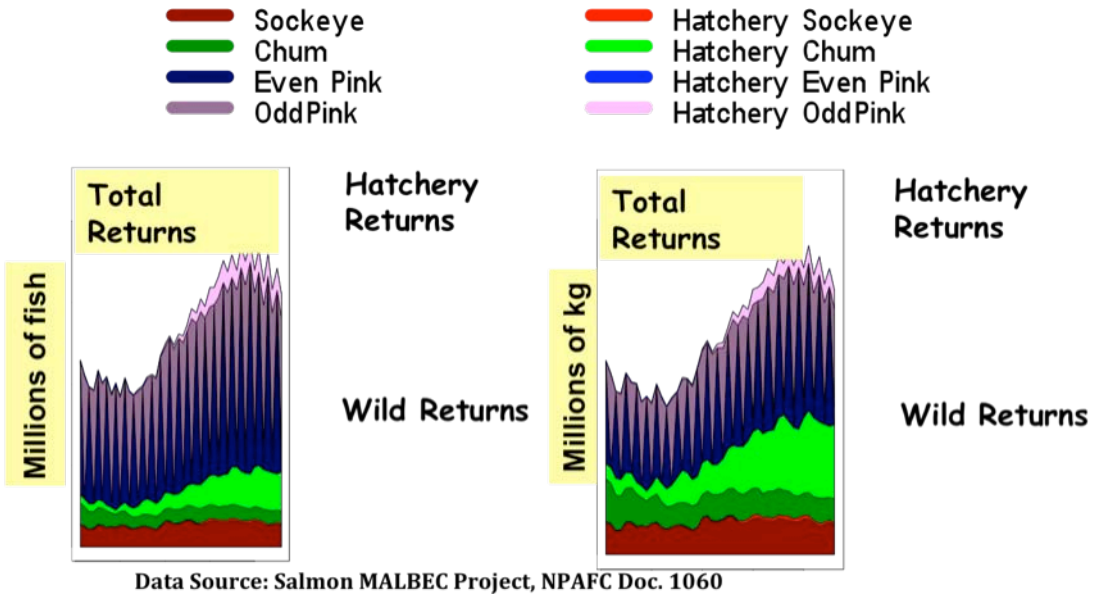 Sockeye
Chum
Even Pink
OddPink
Hatchery Sockeye
Hatchery Chum
Hatchery Even Pink
Hatchery OddPink
Total
Returns
Hatchery
Returns
Millions of fish
Wild Returns
Total
Returns
Hatchery
Returns
Millions of kg
Wild Returns
Data Source: Salmon MALBEC Project, NPAFC Doc. 1060